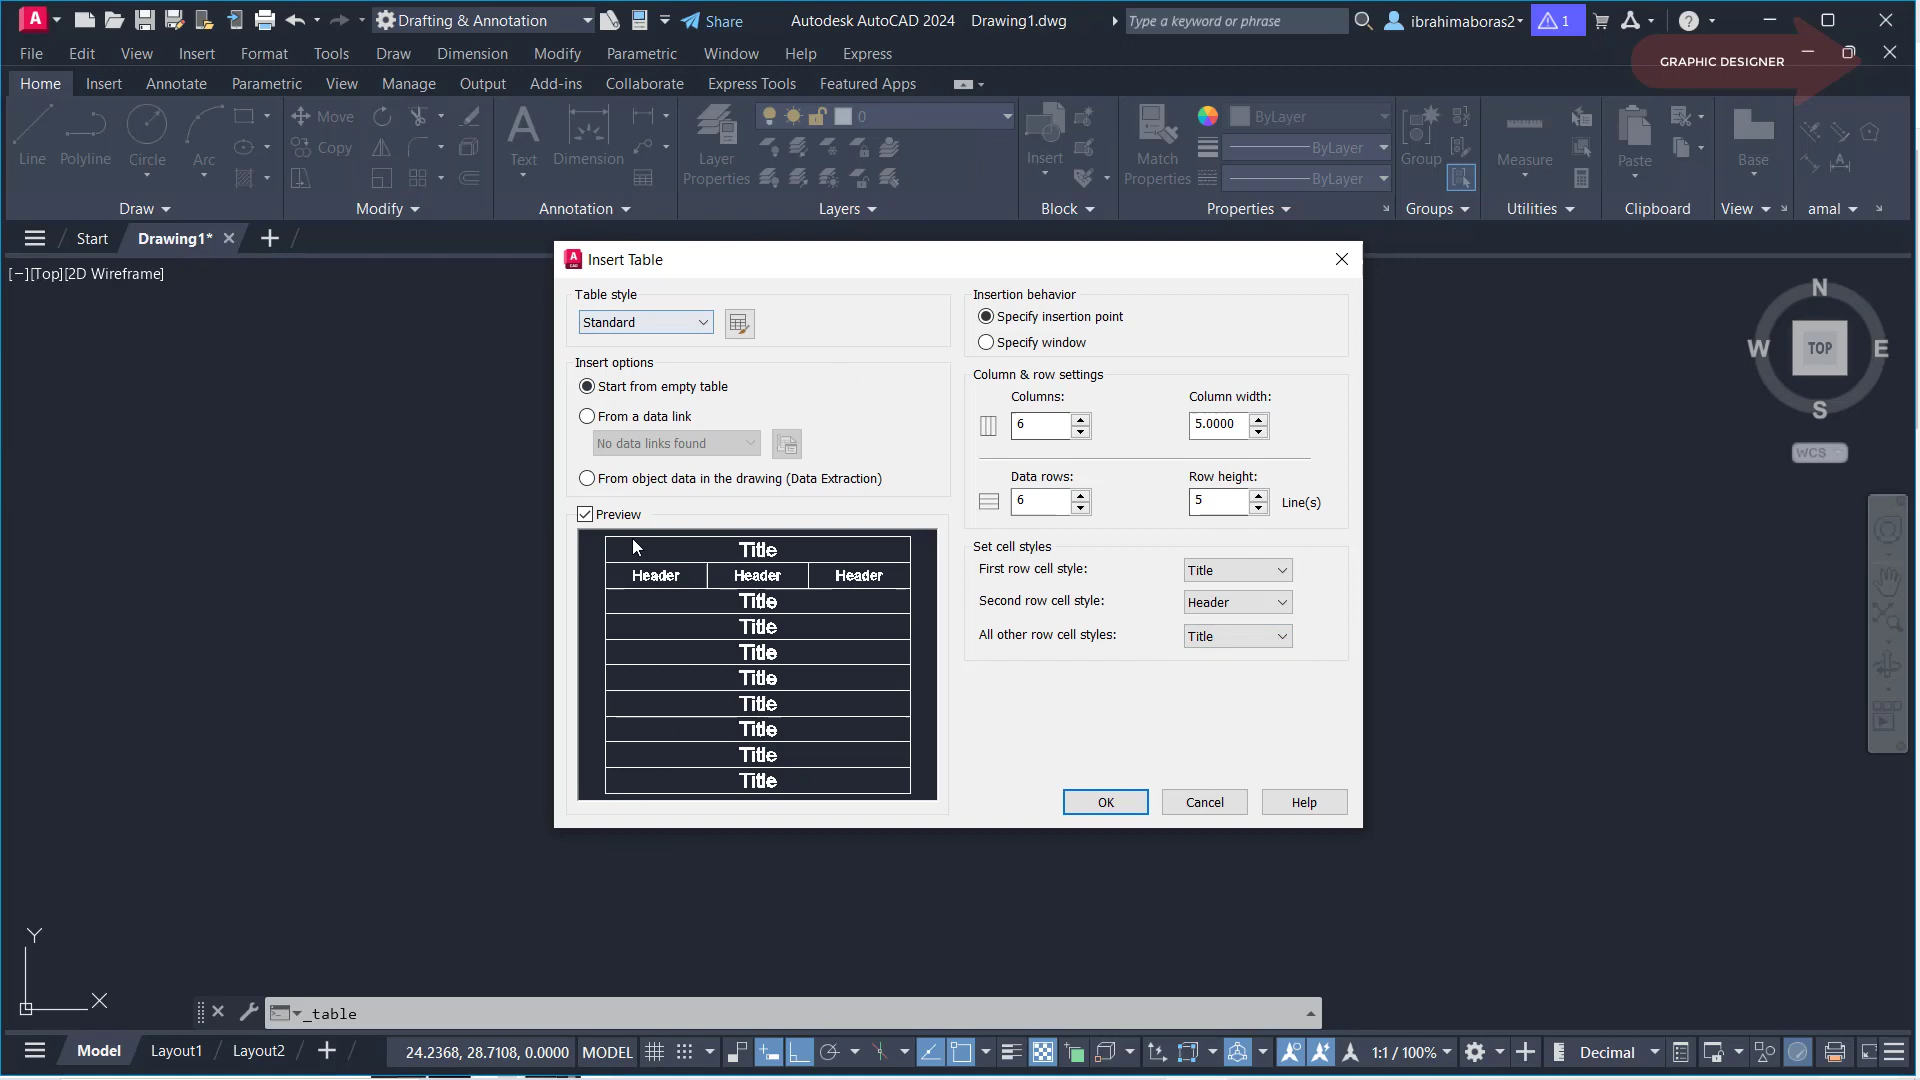 Drafting & Annotation
Share
Autodesk AutoCAD 2024 Drawing1.dwg
Type a keyword or phrase
ibrahimaboras2
1
File Edit View Insert Format Tools Draw Dimension Modify Parametric Window Help Express
GRAPHIC DESIGNER
Home Insert Annotate Parametric View Manage Output Add-ins Collaborate Express Tools Featured Apps
Line
Polyline
Circle
Arc
Move
Copy
Text
Dimension
Layer
Properties
0
Insert
Match
Properties
ByLayer
ByLayer
ByLayer
Group
Measure
Paste
Base
Draw Modify Annotation Layers Block Properties Groups Utilities Clipboard View amal
Start
Drawing1*
[−][Top][2D Wireframe]
Insert Table
Table style
Standard
Insert options
Start from empty table
From a data link
No data links found
From object data in the drawing (Data Extraction)
Preview
Title
Header Header Header
Title
Title
Title
Title
Title
Title
Title
Title
Insertion behavior
Specify insertion point
Specify window
Column & row settings
Columns:
6
Column width:
5.0000
Data rows:
6
Row height:
5
Line(s)
Set cell styles
First row cell style:
Title
Second row cell style:
Header
All other row cell styles:
Title
OK
Cancel
Help
N
W
TOP
E
S
WCS
Y
X
_table
Model
Layout1
Layout2
24.2368, 28.7108, 0.0000
MODEL
1:1 / 100%
Decimal